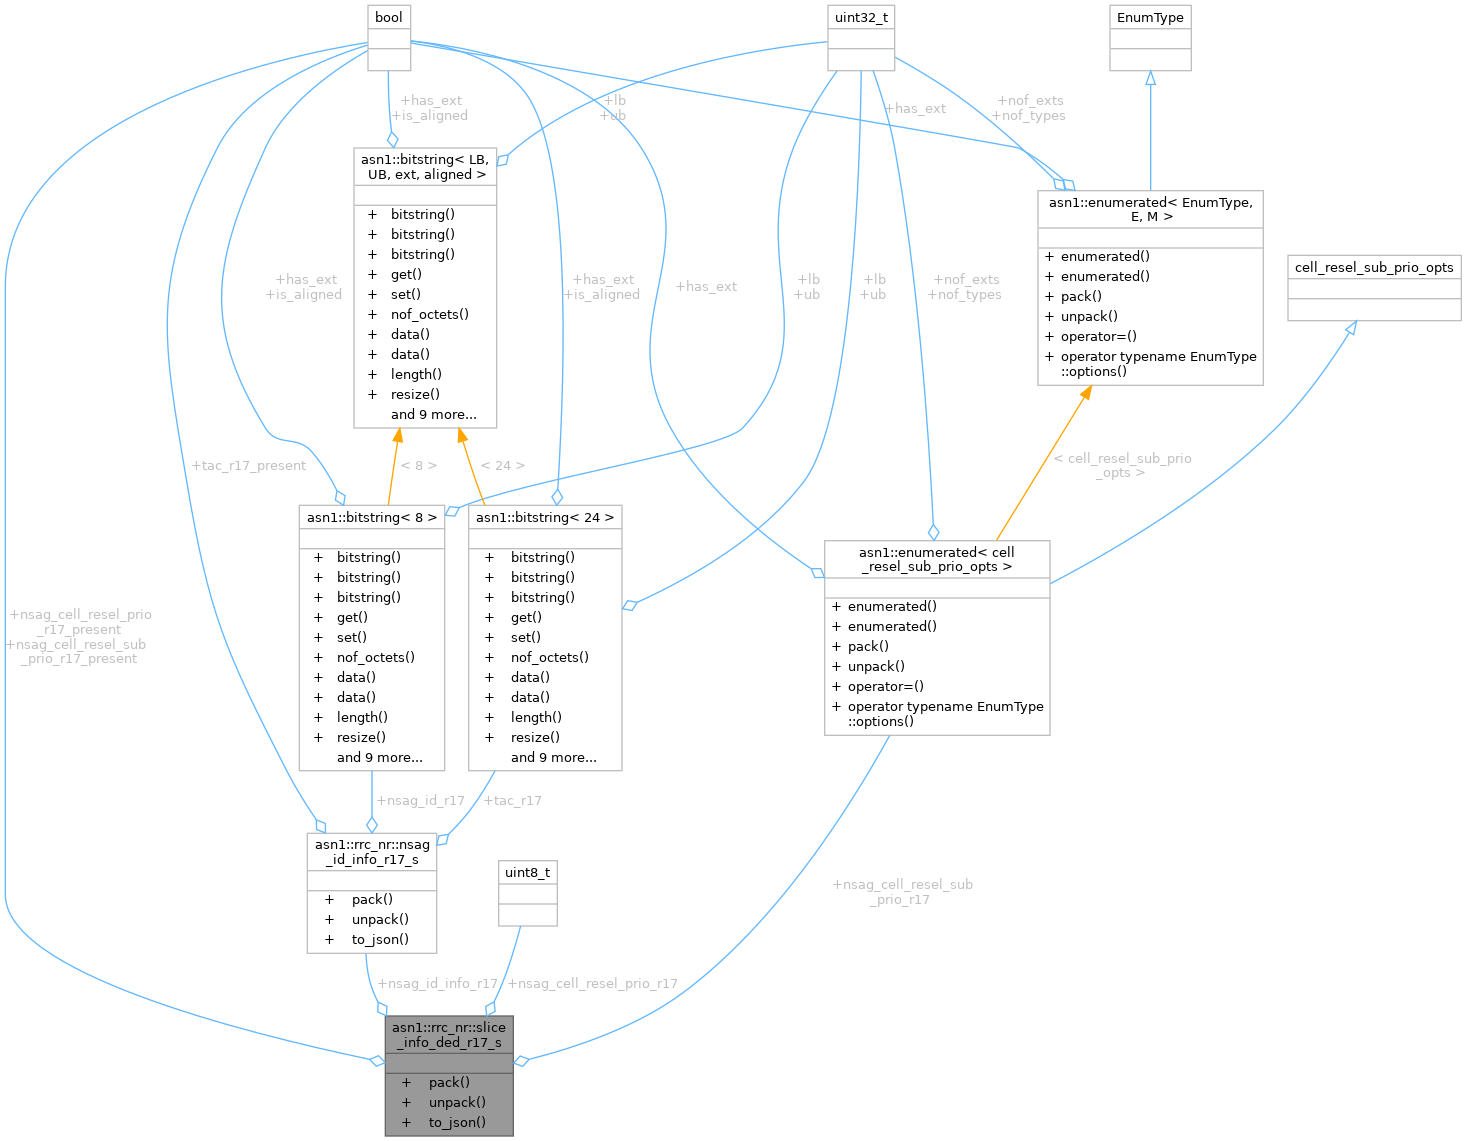 bool
uint32_t
EnumType
+has_ext
+is_aligned
+lb
+ub
+has_ext
+nof_exts
+nof_types
asn1::bitstring< LB,
UB, ext, aligned >
+ bitstring()
+ bitstring()
+ bitstring()
+ get()
+ set()
+ nof_octets()
+ data()
+ data()
+ length()
+ resize()
and 9 more...
asn1::enumerated< EnumType,
E, M >
+ enumerated()
+ enumerated()
+ pack()
+ unpack()
+ operator=()
+ operator typename EnumType
::options()
cell_resel_sub_prio_opts
+has_ext
+is_aligned
+has_ext
+is_aligned
+has_ext
+lb
+ub
+lb
+ub
+nof_exts
+nof_types
+tac_r17_present
< 8 >
< 24 >
< cell_resel_sub_prio
_opts >
asn1::bitstring< 8 >
+ bitstring()
+ bitstring()
+ bitstring()
+ get()
+ set()
+ nof_octets()
+ data()
+ data()
+ length()
+ resize()
and 9 more...
asn1::bitstring< 24 >
+ bitstring()
+ bitstring()
+ bitstring()
+ get()
+ set()
+ nof_octets()
+ data()
+ data()
+ length()
+ resize()
and 9 more...
asn1::enumerated< cell
_resel_sub_prio_opts >
+ enumerated()
+ enumerated()
+ pack()
+ unpack()
+ operator=()
+ operator typename EnumType
::options()
+nsag_cell_resel_prio
_r17_present
+nsag_cell_resel_sub
_prio_r17_present
+nsag_id_r17
+tac_r17
asn1::rrc_nr::nsag
_id_info_r17_s
+ pack()
+ unpack()
+ to_json()
uint8_t
+nsag_cell_resel_sub
_prio_r17
+nsag_id_info_r17
+nsag_cell_resel_prio_r17
asn1::rrc_nr::slice
_info_ded_r17_s
+ pack()
+ unpack()
+ to_json()